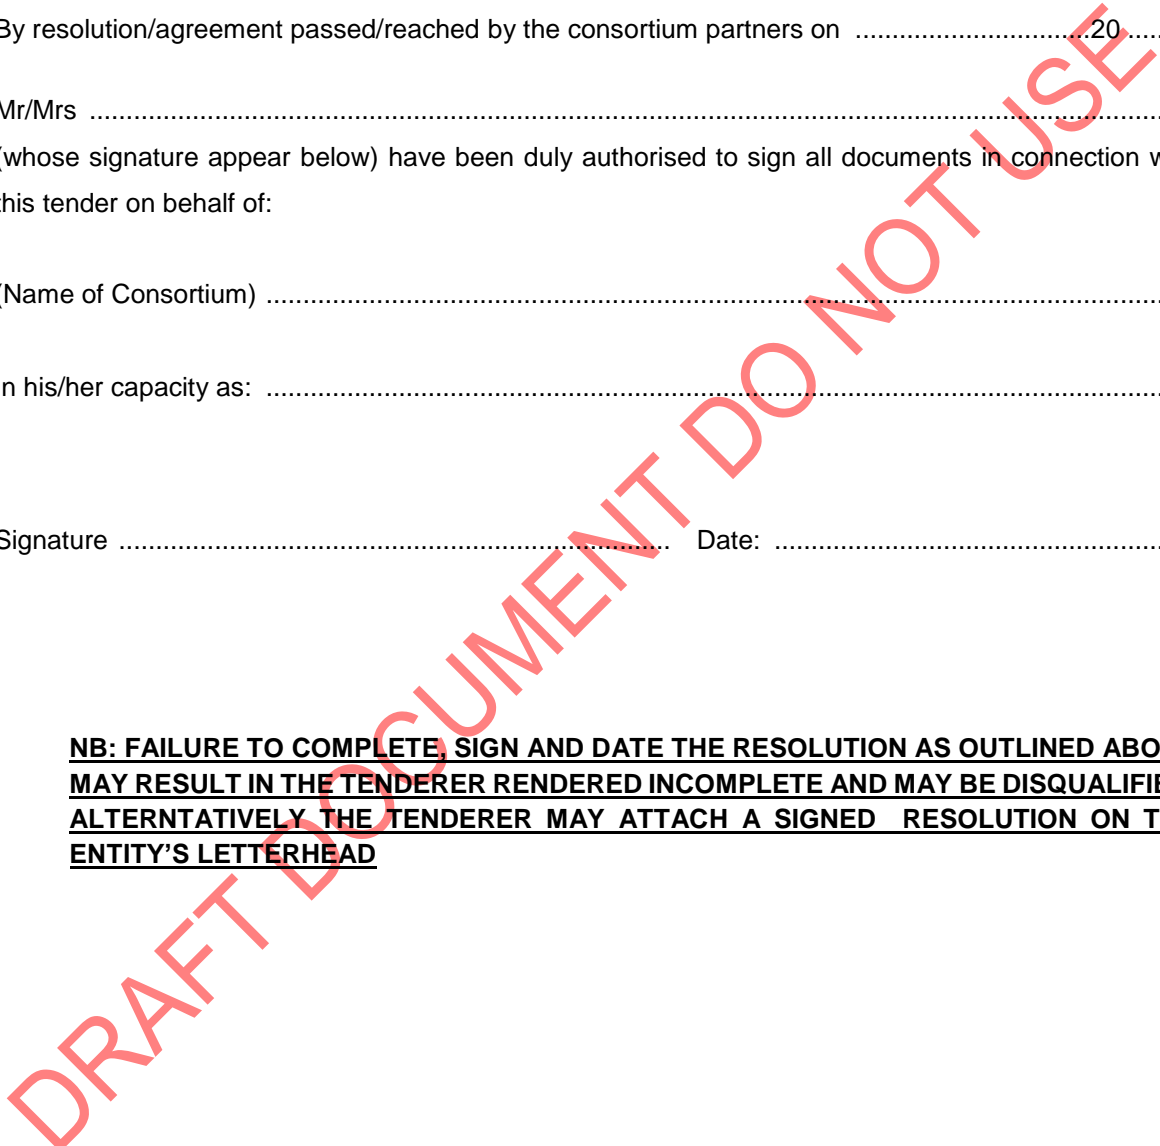 By resolution/agreement passed/reached by the consortium partners on ................................20 .....
Mr/Mrs ....................................................................................................................................................
(whose signature appear below) have been duly authorised to sign all documents in connection w
this tender on behalf of:
(Name of Consortium) ............................................................................................................................
in his/her capacity as: ............................................................. .............................................................
Signature ........................................................................... Date: .....................................................
NB: FAILURE TO COMPLETE, SIGN AND DATE THE RESOLUTION AS OUTLINED ABO
MAY RESULT IN THE TENDERER RENDERED INCOMPLETE AND MAY BE DISQUALIFIE
ALTERNTATIVELY THE TENDERER MAY ATTACH A SIGNED RESOLUTION ON T
ENTITY’S LETTERHEAD
DRAFT DOCUMENT DO NOT USE